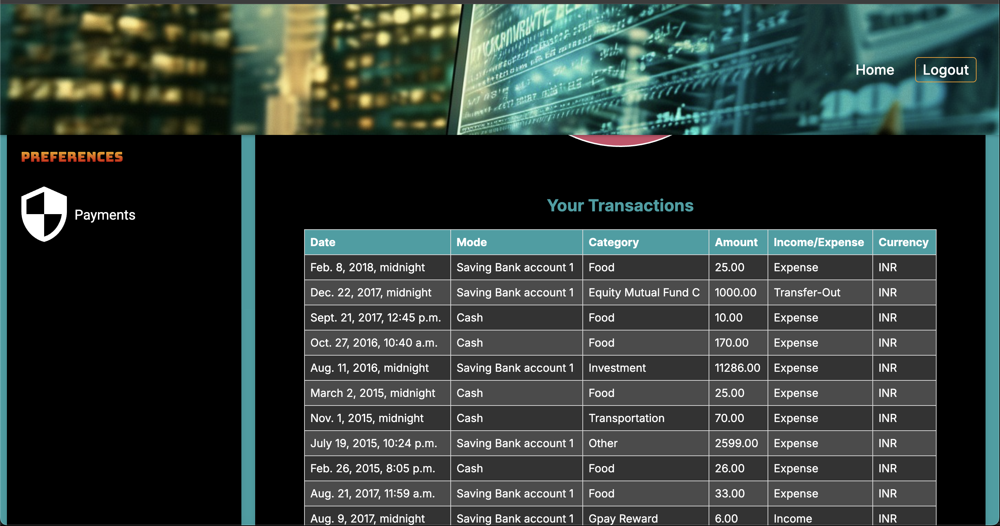 Home Logout
PREFERENCES
Payments
Your Transactions
Date Mode Category Amount Income/Expense Currency
Feb. 8, 2018, midnight Saving Bank account 1 Food 25.00 Expense INR
Dec. 22, 2017, midnight Saving Bank account 1 Equity Mutual Fund C 1000.00 Transfer-Out INR
Sept. 21, 2017, 12:45 p.m. Cash Food 10.00 Expense INR
Oct. 27, 2016, 10:40 a.m. Cash Food 170.00 Expense INR
Aug. 11, 2016, midnight Saving Bank account 1 Investment 11286.00 Expense INR
March 2, 2015, midnight Cash Food 25.00 Expense INR
Nov. 1, 2015, midnight Cash Transportation 70.00 Expense INR
July 19, 2015, 10:24 p.m. Saving Bank account 1 Other 2599.00 Expense INR
Feb. 26, 2015, 8:05 p.m. Cash Food 26.00 Expense INR
Aug. 21, 2017, 11:59 a.m. Saving Bank account 1 Food 33.00 Expense INR
Aug. 9, 2017, midnight Saving Bank account 1 Gpay Reward 6.00 Income INR